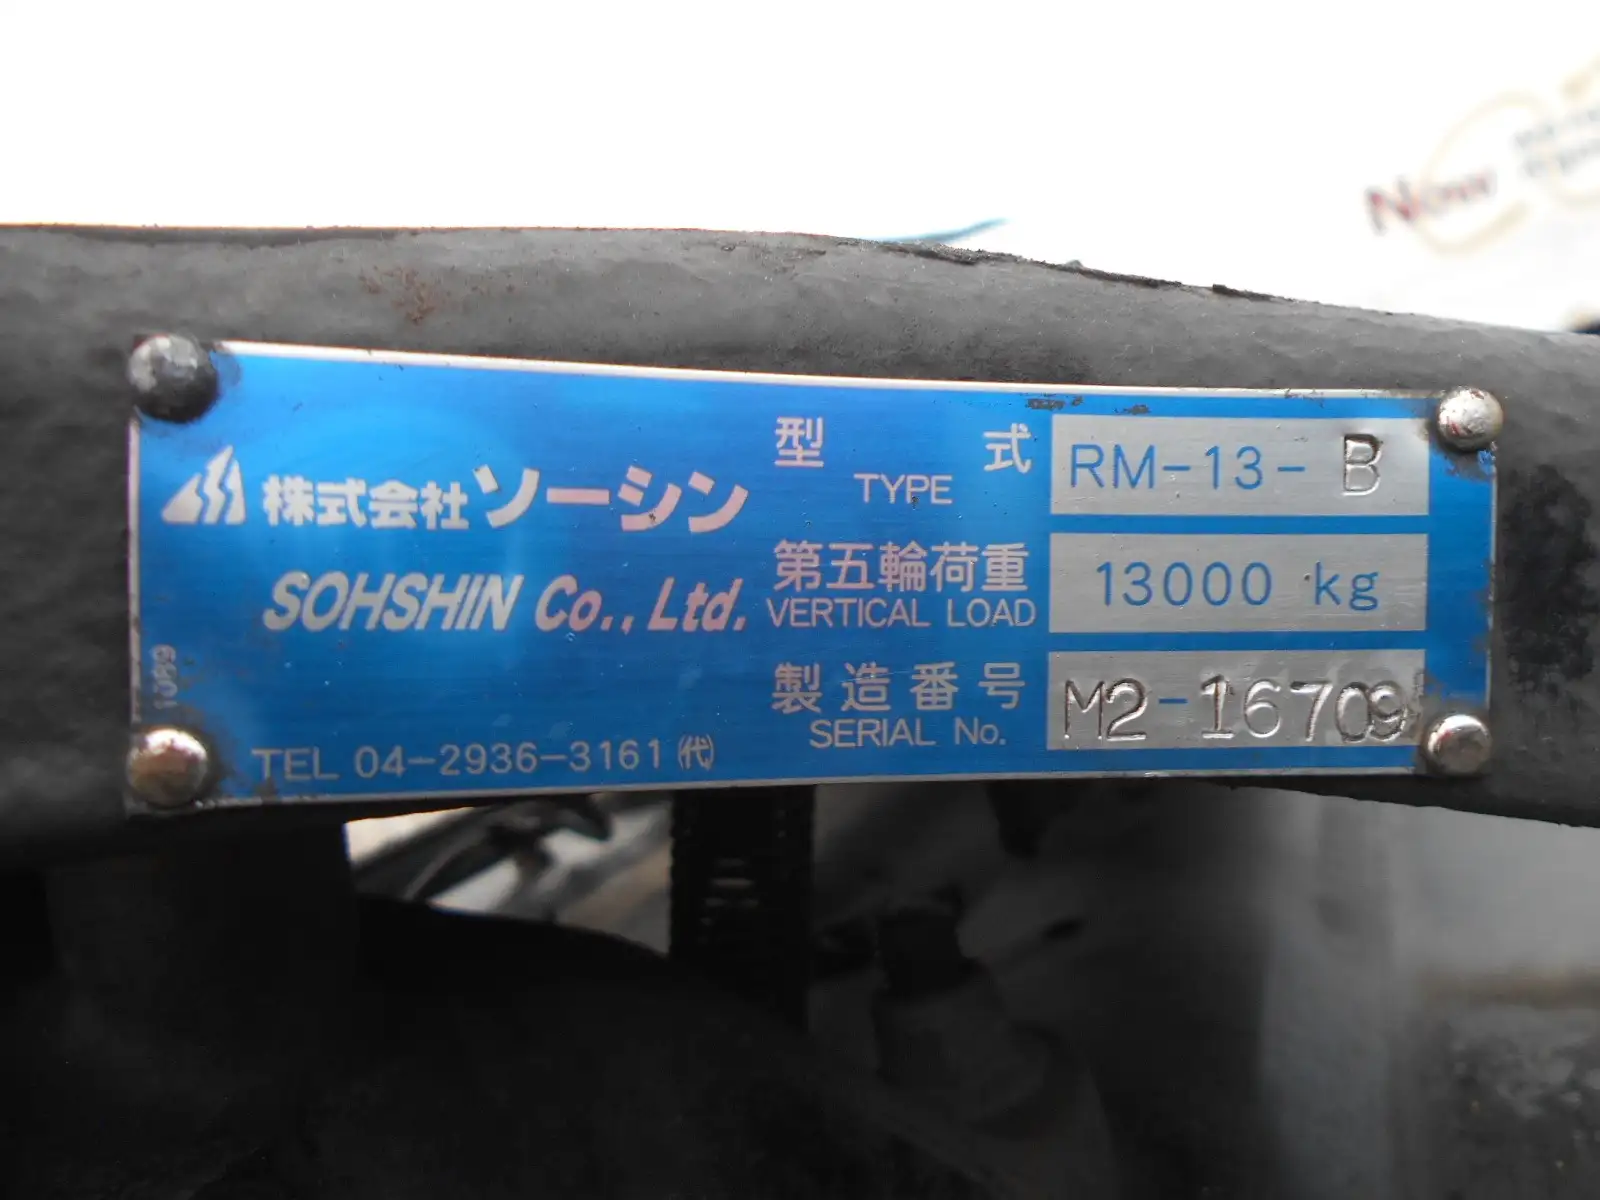 株式会社ソーシン
SOHSHIN Co., Ltd.
TEL 04-2936-3161 (代)
型式 RM-13-B
TYPE
第五輪荷重 13000 kg
VERTICAL LOAD
製造番号 M2-16709
SERIAL No.
Now